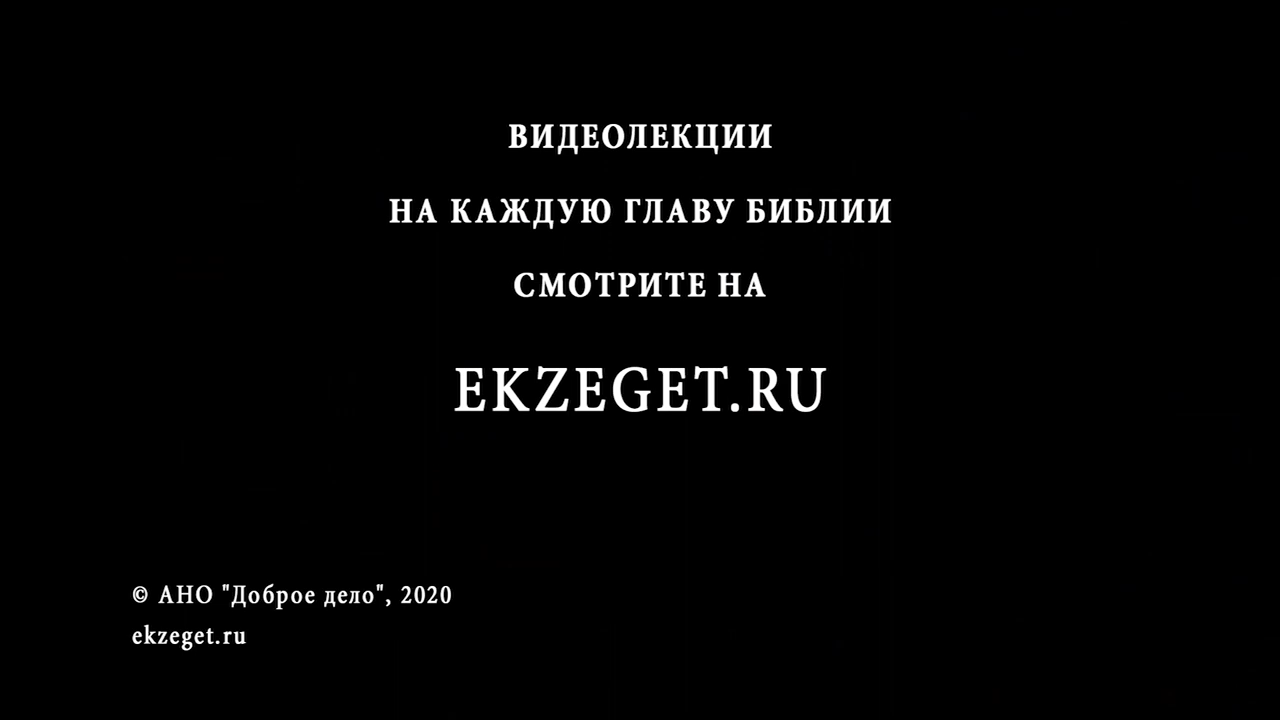 ВИДЕОЛЕКЦИИ
НА КАЖДУЮ ГЛАВУ БИБЛИИ
СМОТРИТЕ НА
EKZEGET.RU
© АНО "Доброе дело", 2020
ekzeget.ru